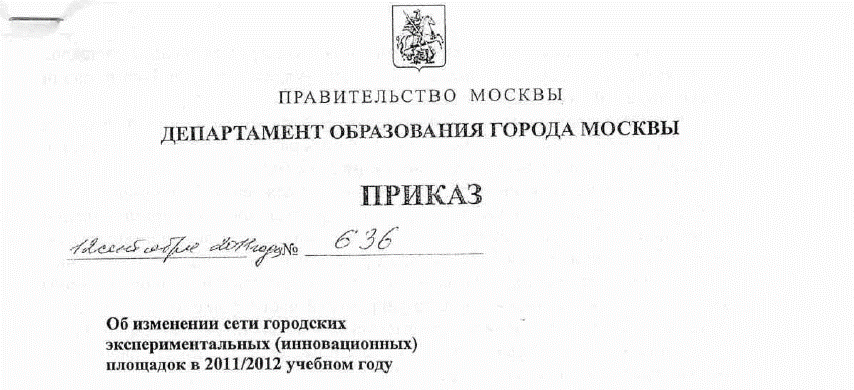 ПРАВИТЕЛЬСТВО МОСКВЫ
ДЕПАРТАМЕНТ ОБРАЗОВАНИЯ ГОРОДА МОСКВЫ
ПРИКАЗ
12 сентября 2011 года № 636
Об изменении сети городских
экспериментальных (инновационных)
площадок в 2011/2012 учебном году